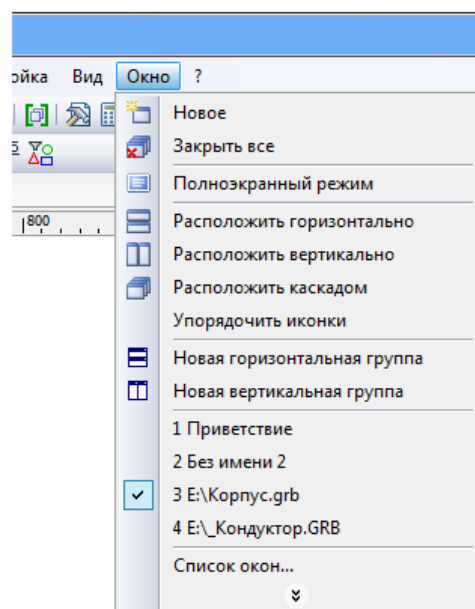 ойка Вид Окно ?
Новое
Закрыть все
Полноэкранный режим
800
Расположить горизонтально
Расположить вертикально
Расположить каскадом
Упорядочить иконки
Новая горизонтальная группа
Новая вертикальная группа
1 Приветствие
2 Без имени 2
3 E:\Корпус.grb
4 E:\_Кондуктор.GRB
Список окон...